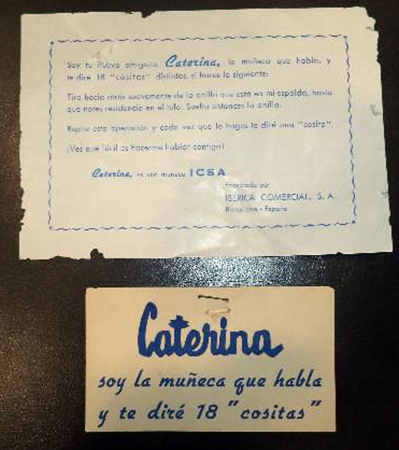 Soy tu nueva amiguita Caterina, la muñeca que habla, y
te diré 18 "cositas" distintas si haces lo siguiente:
Tira hacia atrás suavemente de la anilla que está en mi espalda, hasta
que notes resistencia en el hilo. Suelta entonces la anilla.
Repite esta operación y cada vez que lo hagas te diré una "cosita".
¡Ves qué fácil es hacerme hablar contigo!
Caterina, es una muñeca ICSA
Fabricada por
IBERICA COMERCIAL, S. A.
Barcelona - España
Caterina
soy la muñeca que habla
y te diré 18 "cositas"